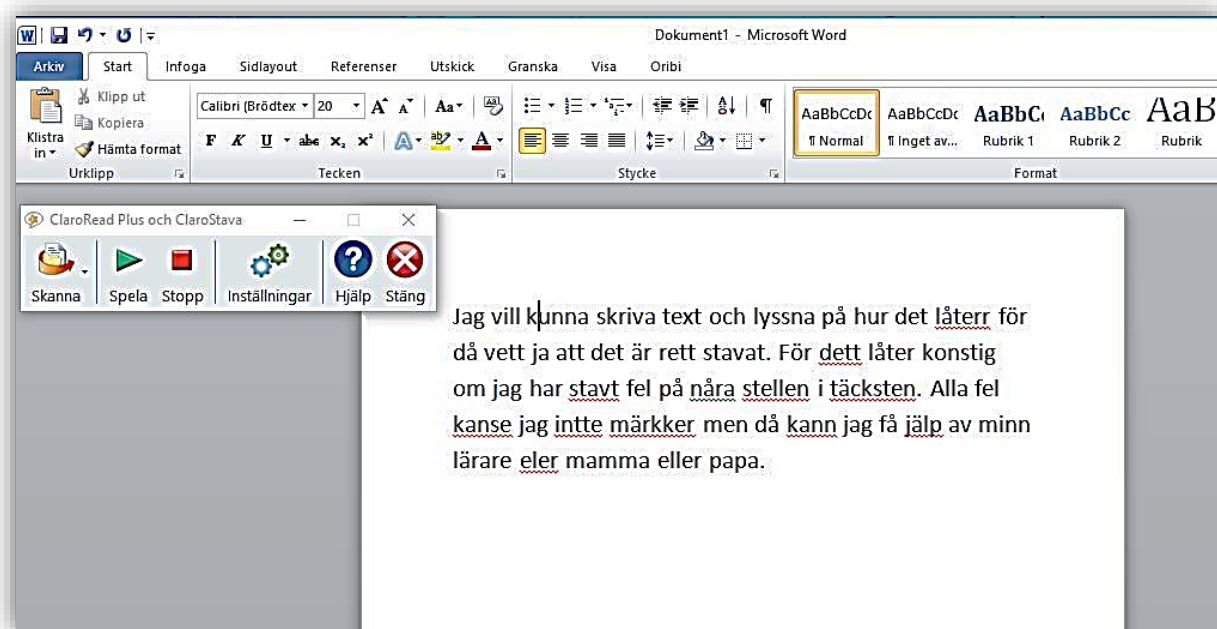 Dokument1 - Microsoft Word
Arkiv Start Infoga Sidlayout Referenser Utskick Granska Visa Oribi
Klistra in
Klipp ut
Kopiera
Hämta format
Urklipp
Calibri (Brödtex 20 A A Aa
F K U abc x₂ x² A ab A
Tecken
Stycke
AaBbCcDc AaBbCcDc AaBbC AaBbCc AaB
¶ Normal ¶ Inget av... Rubrik 1 Rubrik 2 Rubrik
Format
ClaroRead Plus och ClaroStava
Skanna Spela Stopp Inställningar Hjälp Stäng
Jag vill kunna skriva text och lyssna på hur det låterr för
då vett ja att det är rett stavat. För dett låter konstig
om jag har stavt fel på nåra stellen i täcksten. Alla fel
kanse jag intte märkker men då kann jag få jälp av minn
lärare eler mamma eller papa.